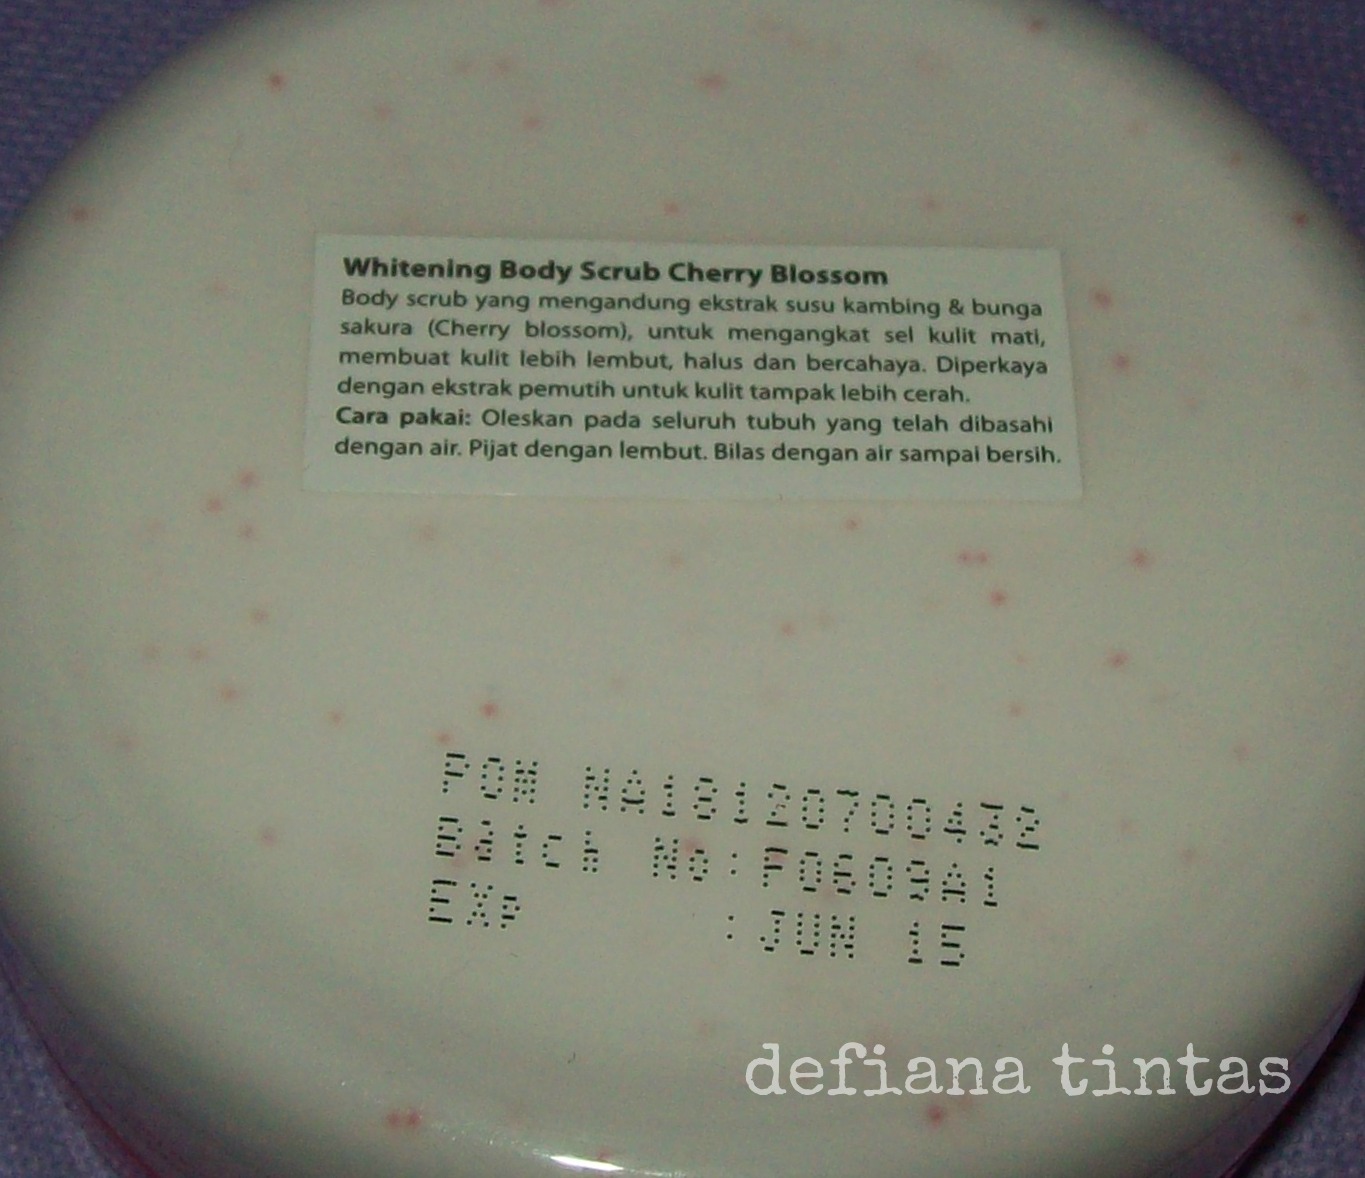 Whitening Body Scrub Cherry Blossom
Body scrub yang mengandung ekstrak susu kambing & bunga
sakura (Cherry blossom), untuk mengangkat sel kulit mati,
membuat kulit lebih lembut, halus dan bercahaya. Diperkaya
dengan ekstrak pemutih untuk kulit tampak lebih cerah.
Cara pakai: Oleskan pada seluruh tubuh yang telah dibasahi
dengan air. Pijat dengan lembut. Bilas dengan air sampai bersih.
POM NA18120700432
Batch No:F0609A1
EXP :JUN 15
defiana tintas